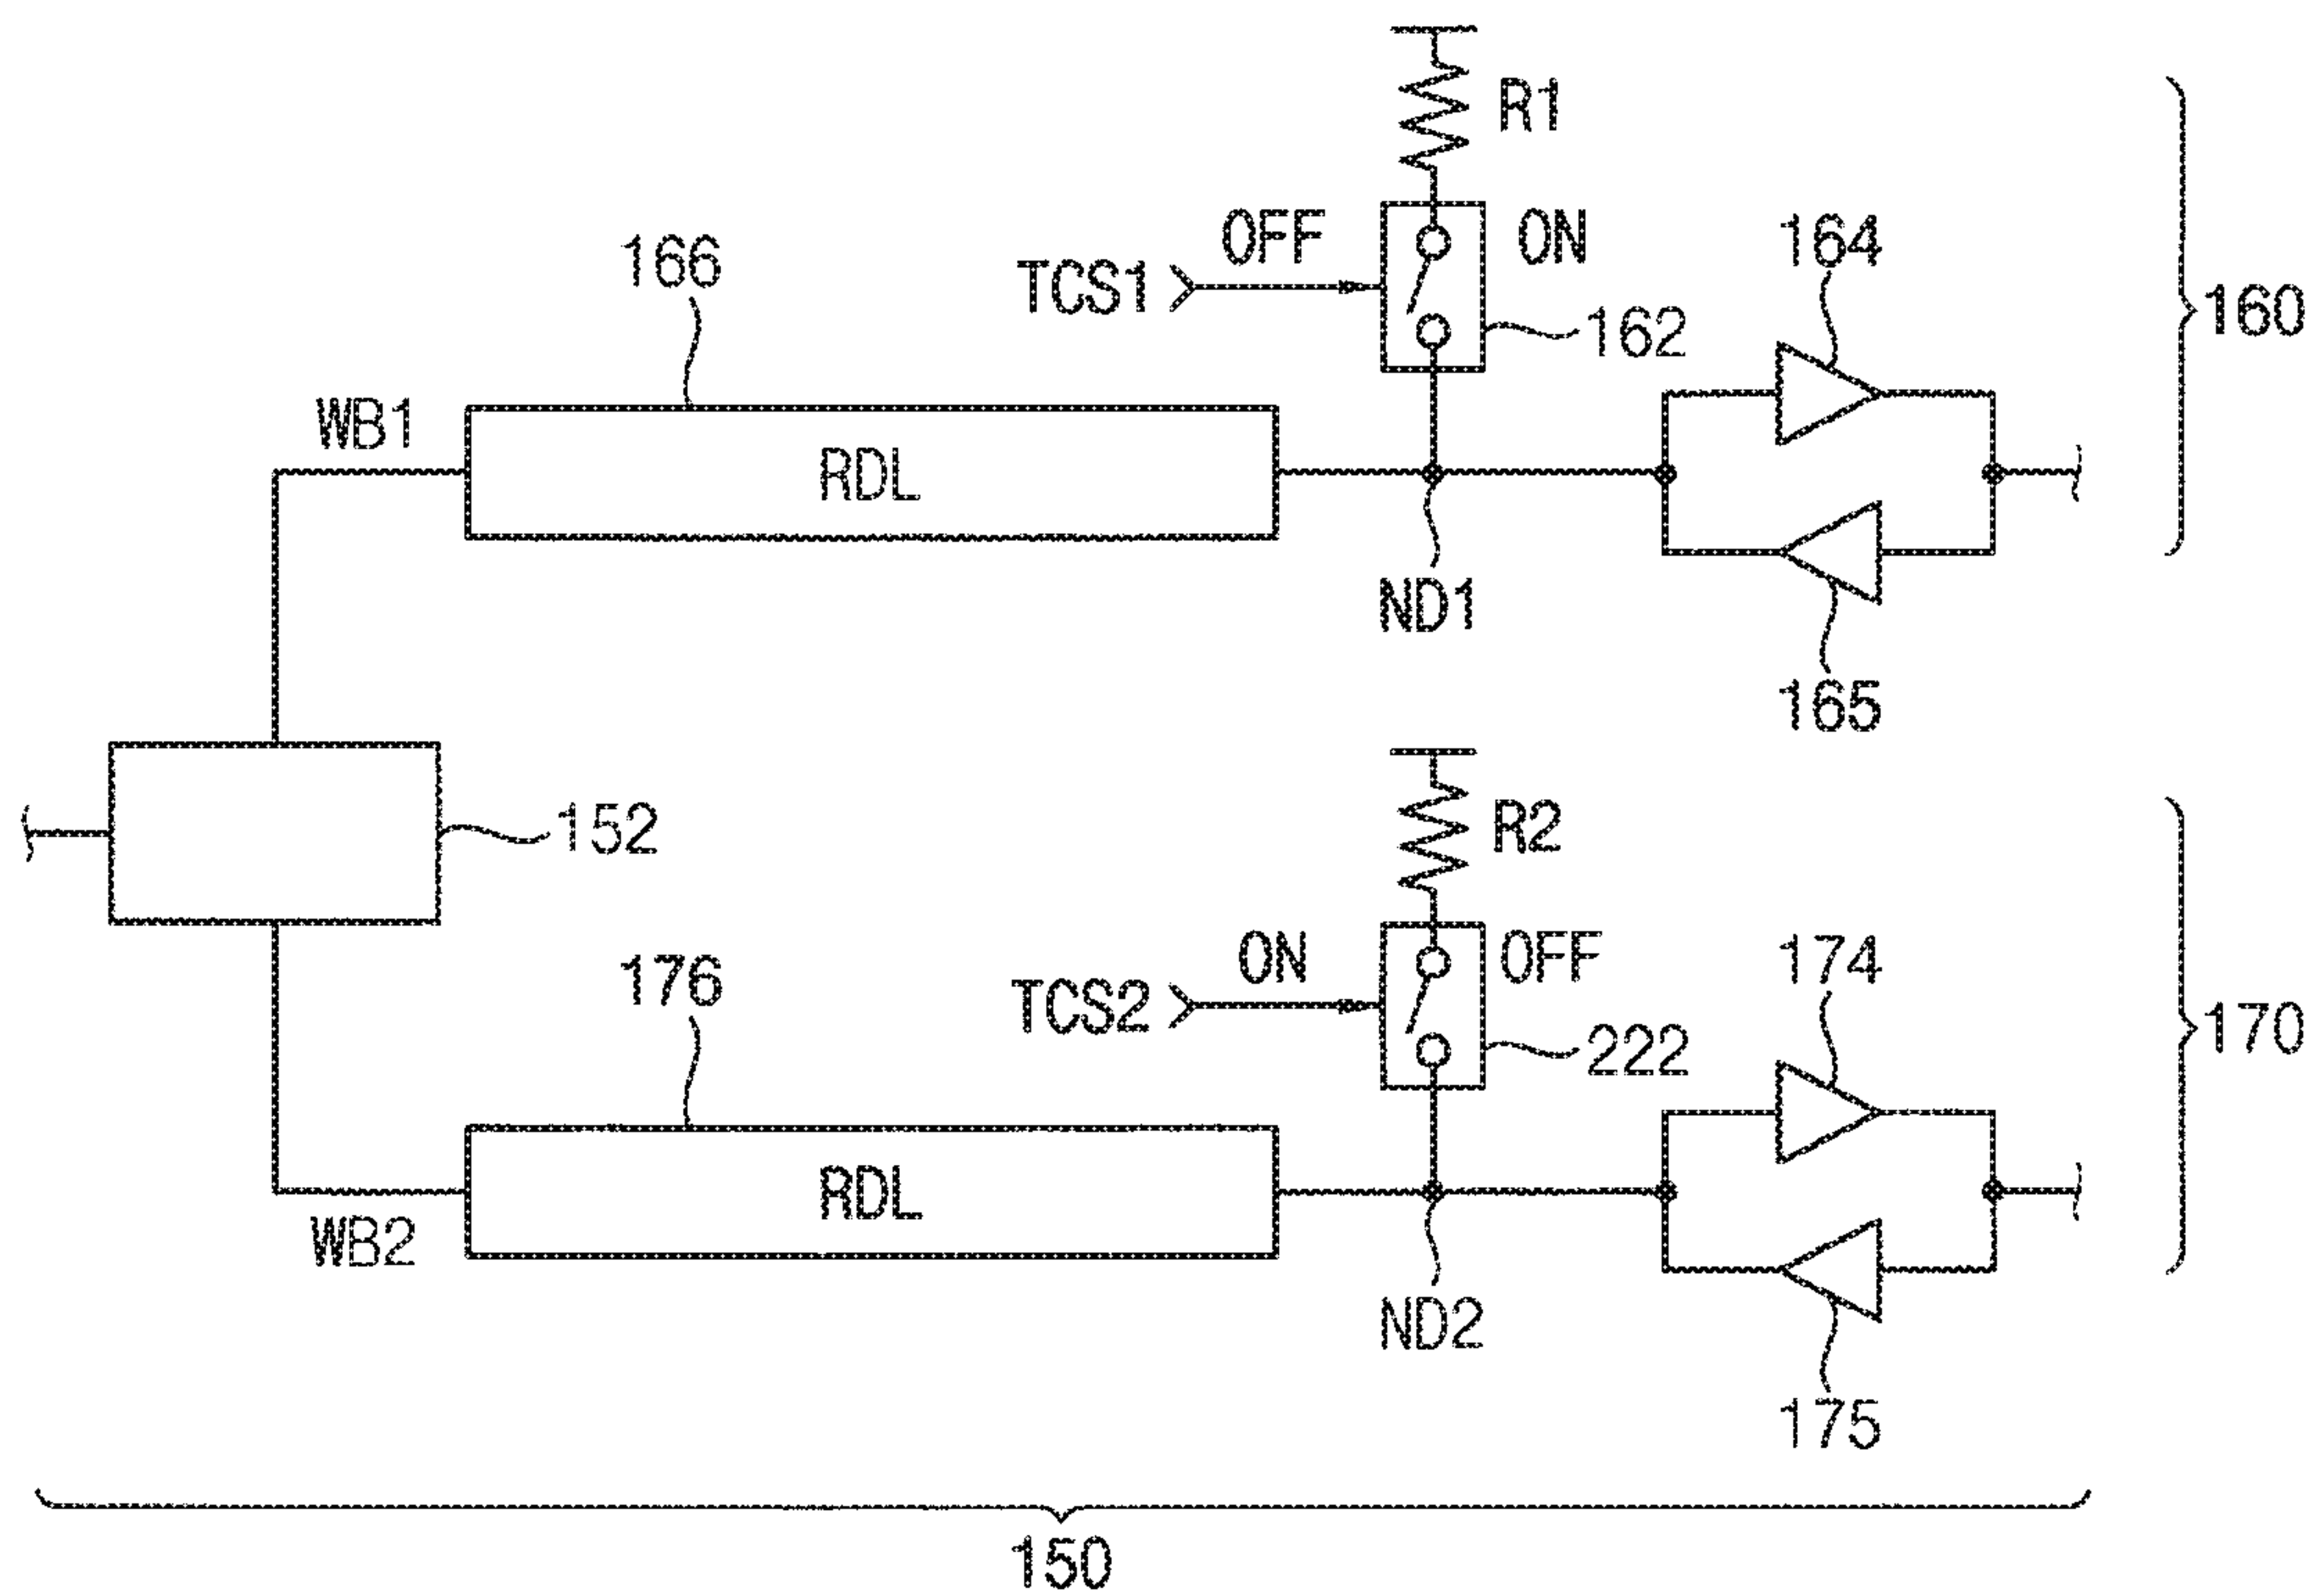 R1
OFF
ON
164
166
TCS1
162
160
WB1
RDL
ND1
165
152
R2
ON
OFF
174
176
TCS2
222
170
RDL
WB2
ND2
175
150